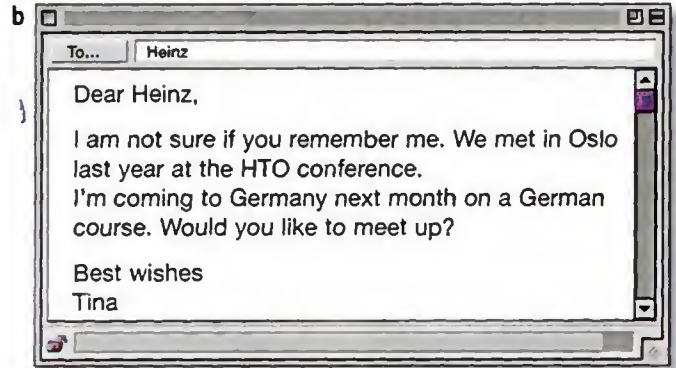 b
To... Heinz
Dear Heinz,
I am not sure if you remember me. We met in Oslo
last year at the HTO conference.
I'm coming to Germany next month on a German
course. Would you like to meet up?
Best wishes
Tina